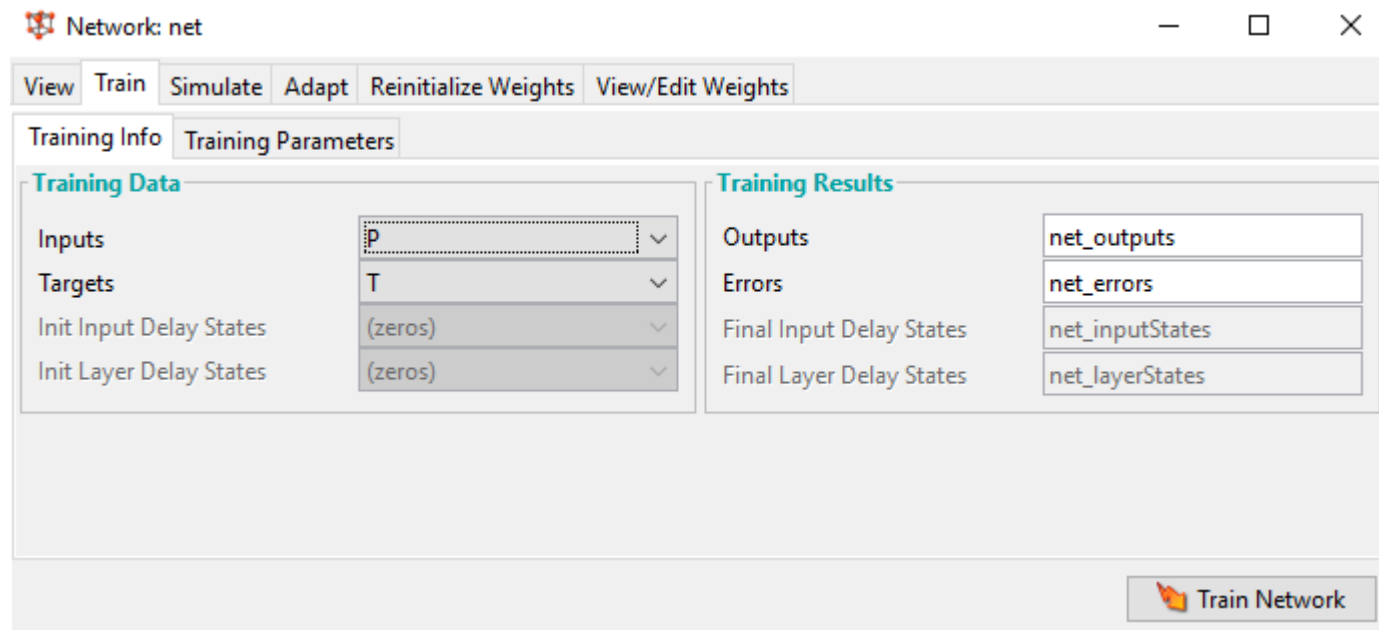 Network: net
View Train Simulate Adapt Reinitialize Weights View/Edit Weights
Training Info Training Parameters
Training Data
Inputs P
Targets T
Init Input Delay States (zeros)
Init Layer Delay States (zeros)
Training Results
Outputs net_outputs
Errors net_errors
Final Input Delay States net_inputStates
Final Layer Delay States net_layerStates
Train Network